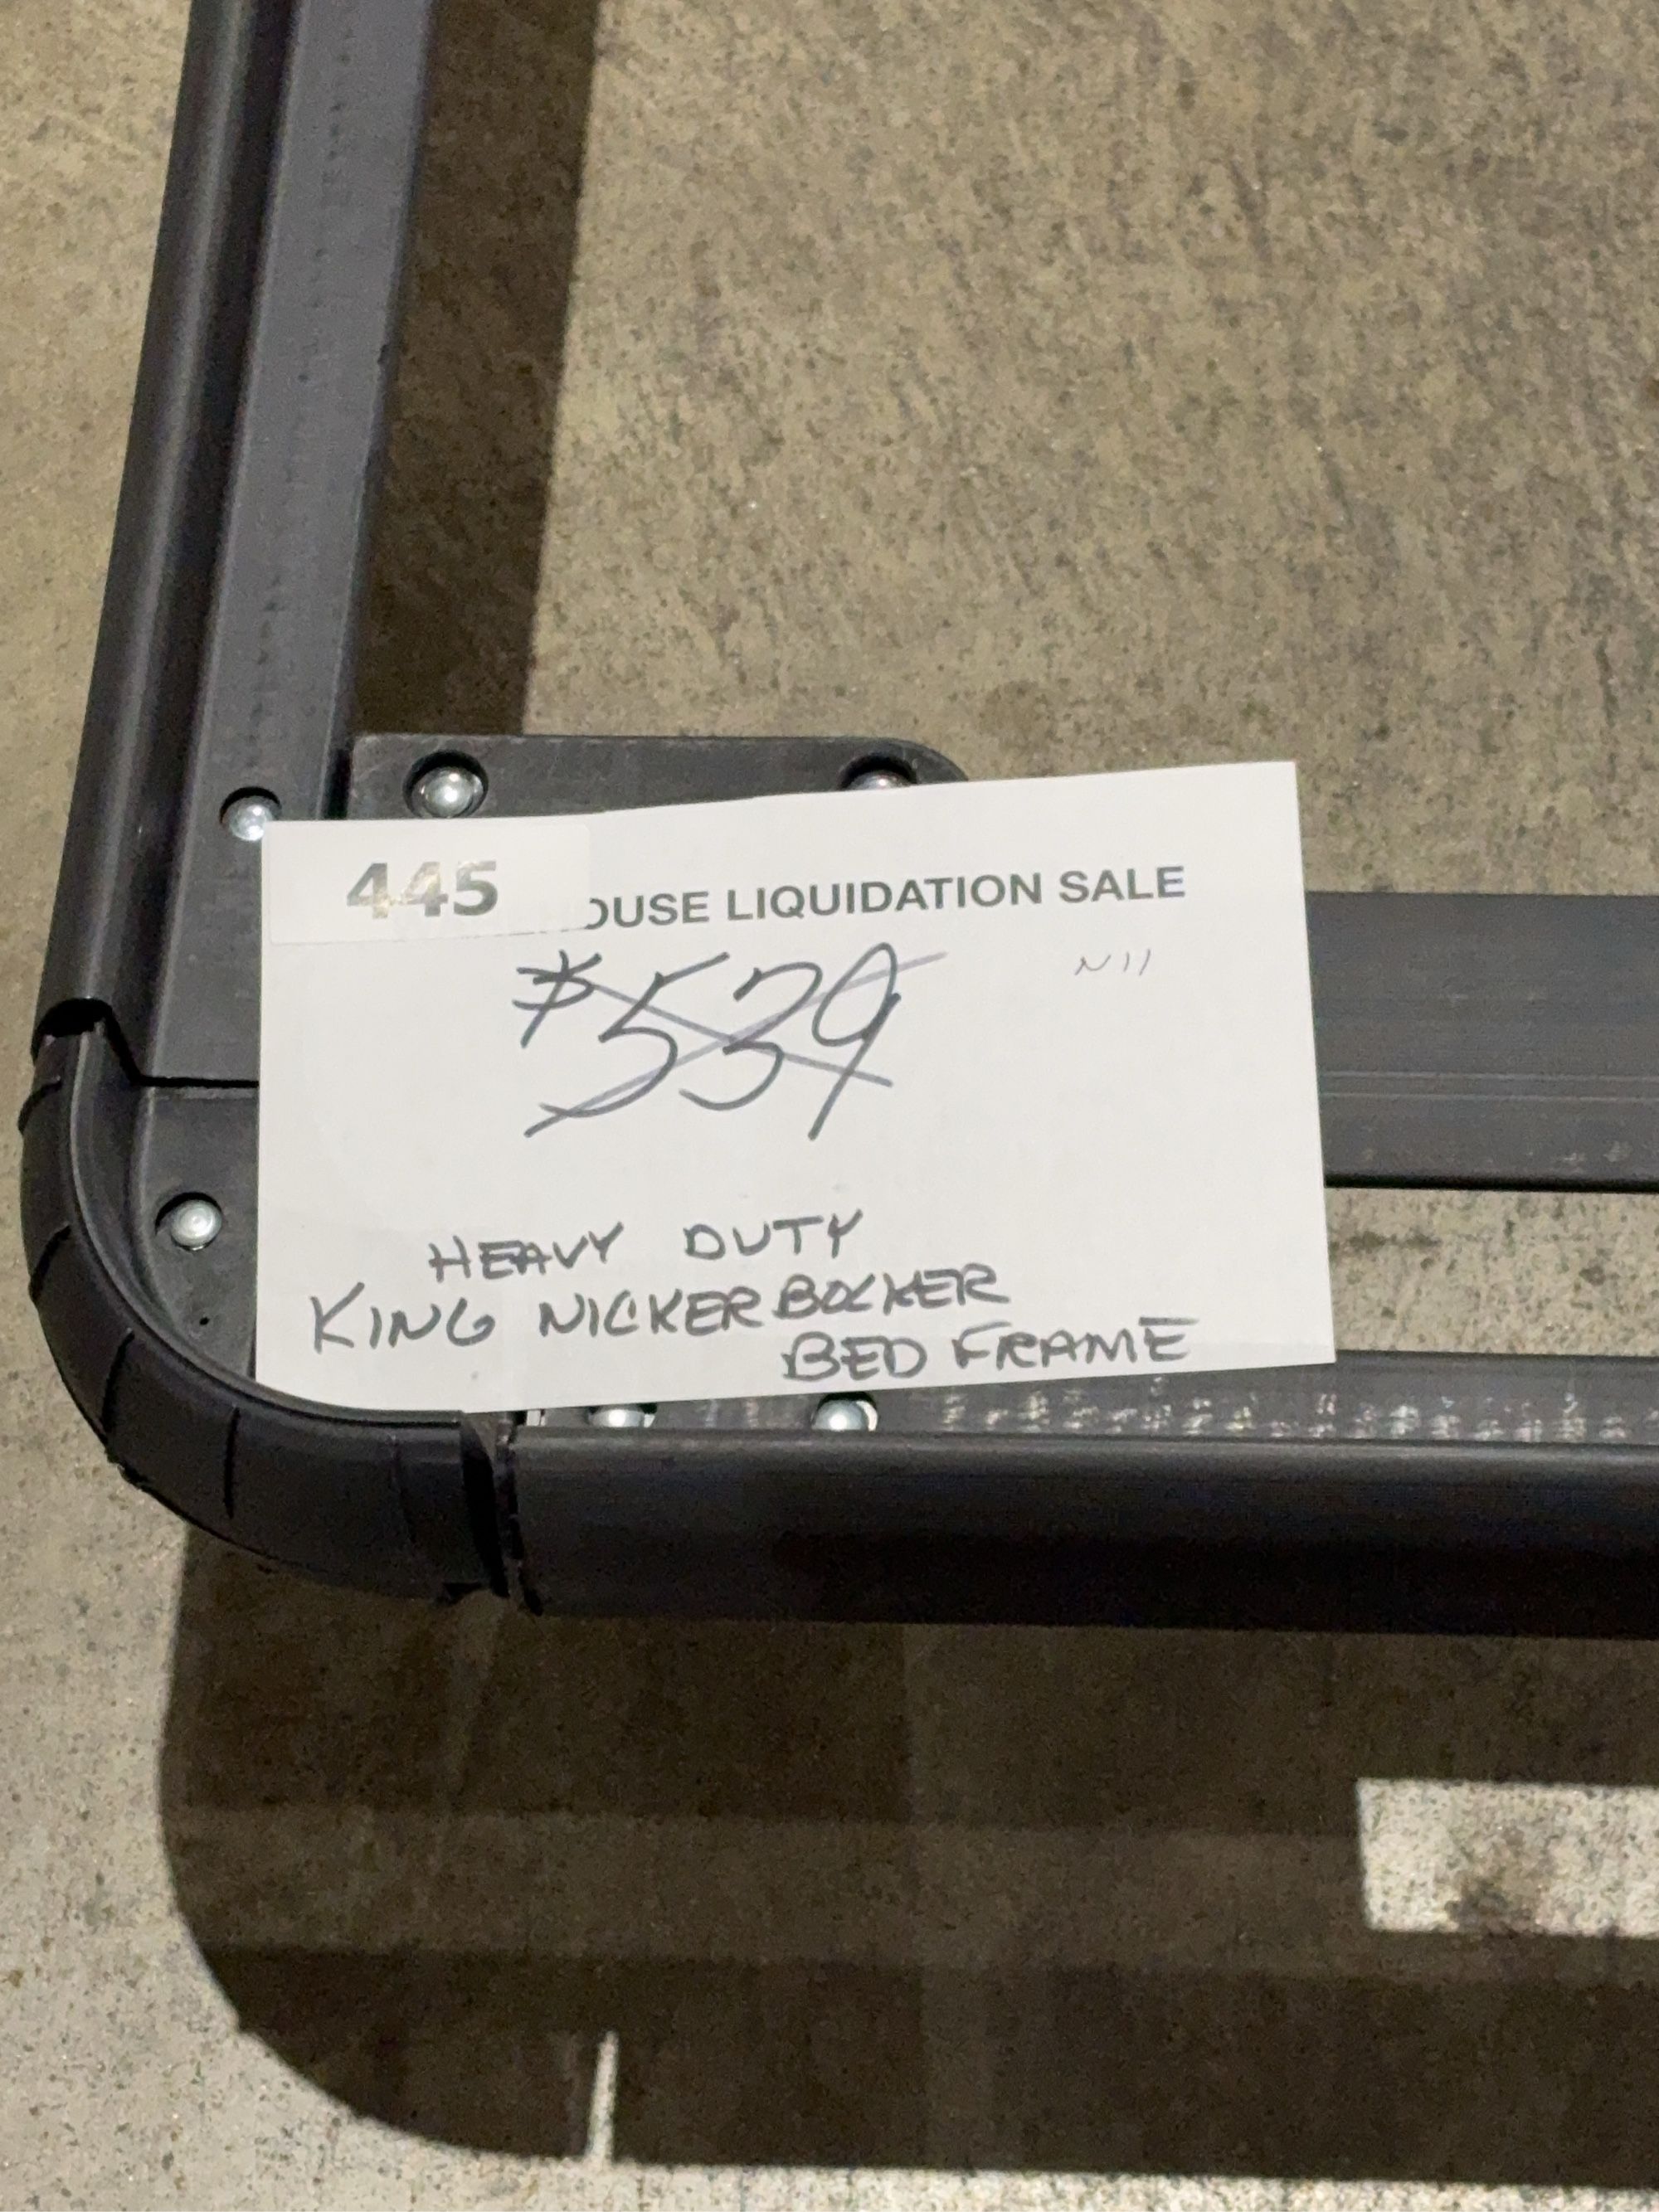 445
OUSE LIQUIDATION SALE
N11
$539
HEAVY DUTY
KING NICKERBOCKER
BED FRAME